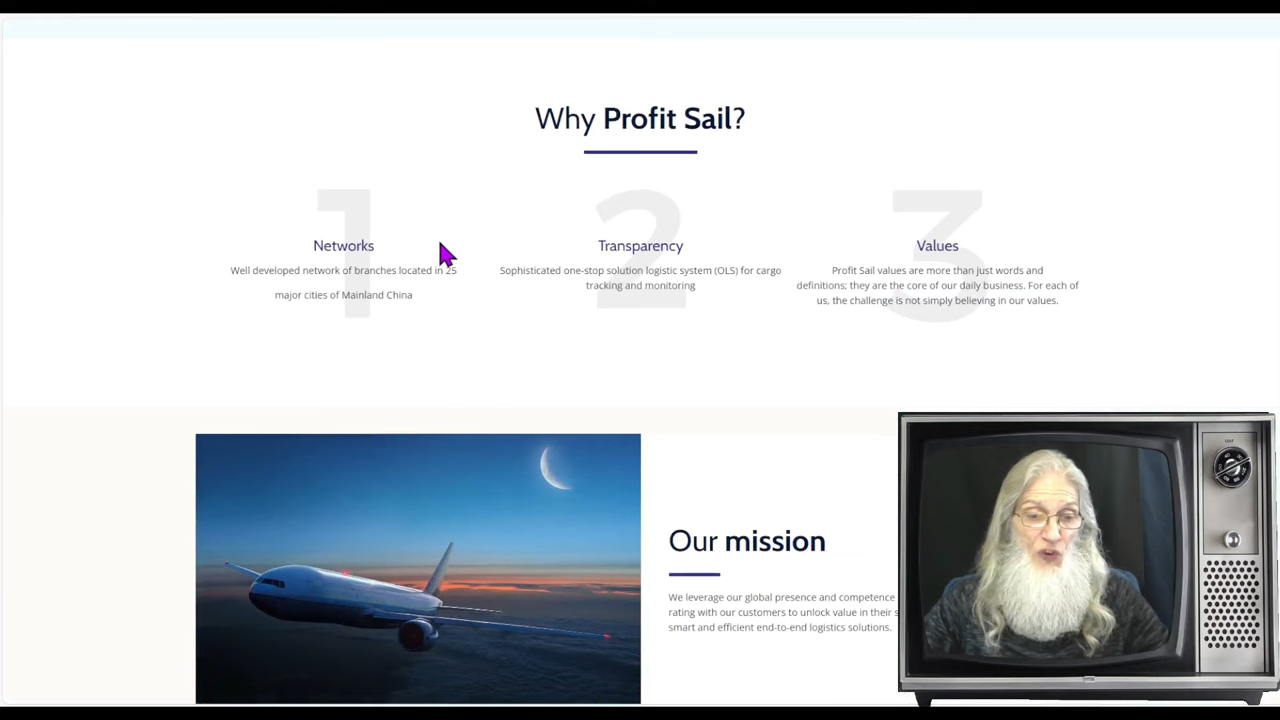 Why Profit Sail?
1
2
3
Networks
Well developed network of branches located in 25
major cities of Mainland China
Transparency
Sophisticated one-stop solution logistic system (OLS) for cargo
tracking and monitoring
Values
Profit Sail values are more than just words and
definitions; they are the core of our daily business. For each of
us, the challenge is not simply believing in our values.
Our mission
We leverage our global presence and competence
rating with our customers to unlock value in their s
smart and efficient end-to-end logistics solutions.